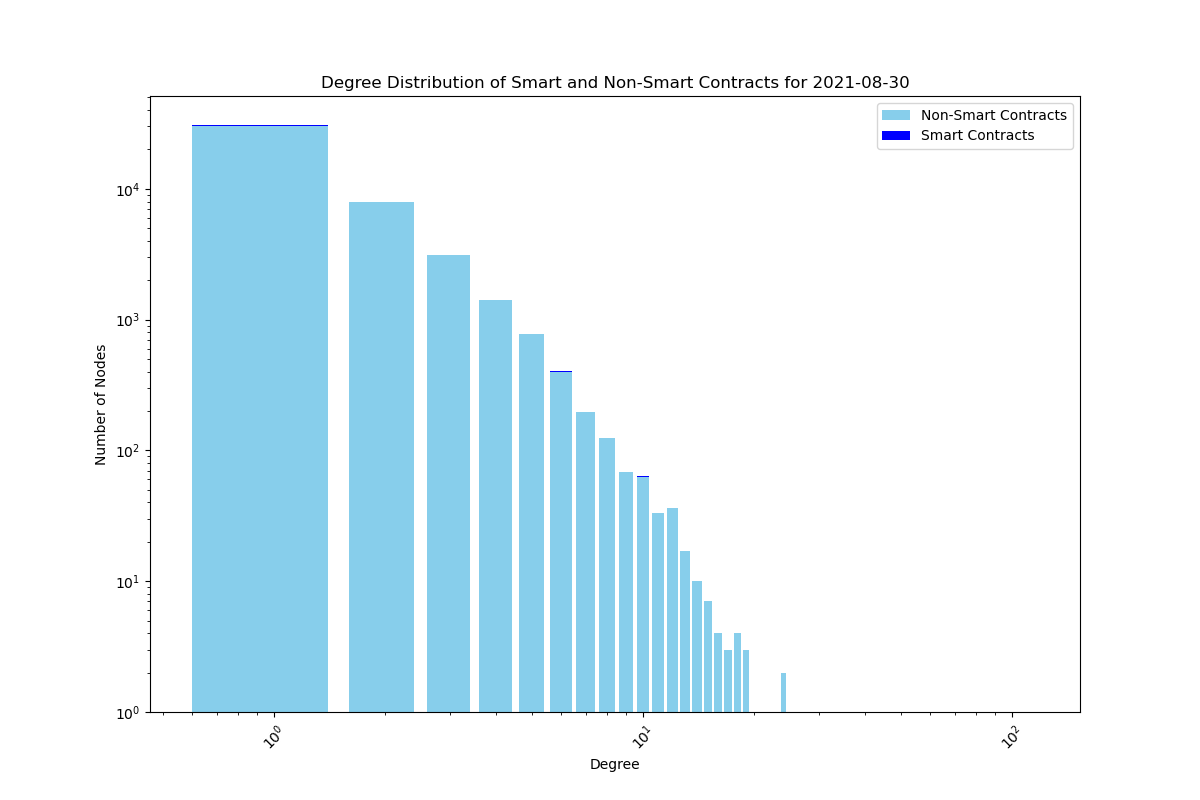 Degree Distribution of Smart and Non-Smart Contracts for 2021-08-30
Non-Smart Contracts
Smart Contracts
Number of Nodes
10⁴
10³
10²
10¹
10⁰
10⁰
10¹
10²
Degree